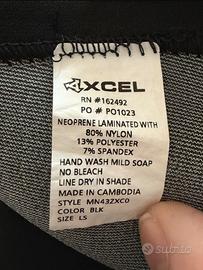 XCEL
RN #162492
PO # PO1023
NEOPRENE LAMINATED WITH
80% NYLON
13% POLYESTER
7% SPANDEX
HAND WASH MILD SOAP
NO BLEACH
LINE DRY IN SHADE
MADE IN CAMBODIA
STYLE MN432XC0
COLOR BLK
SIZE LS
subito